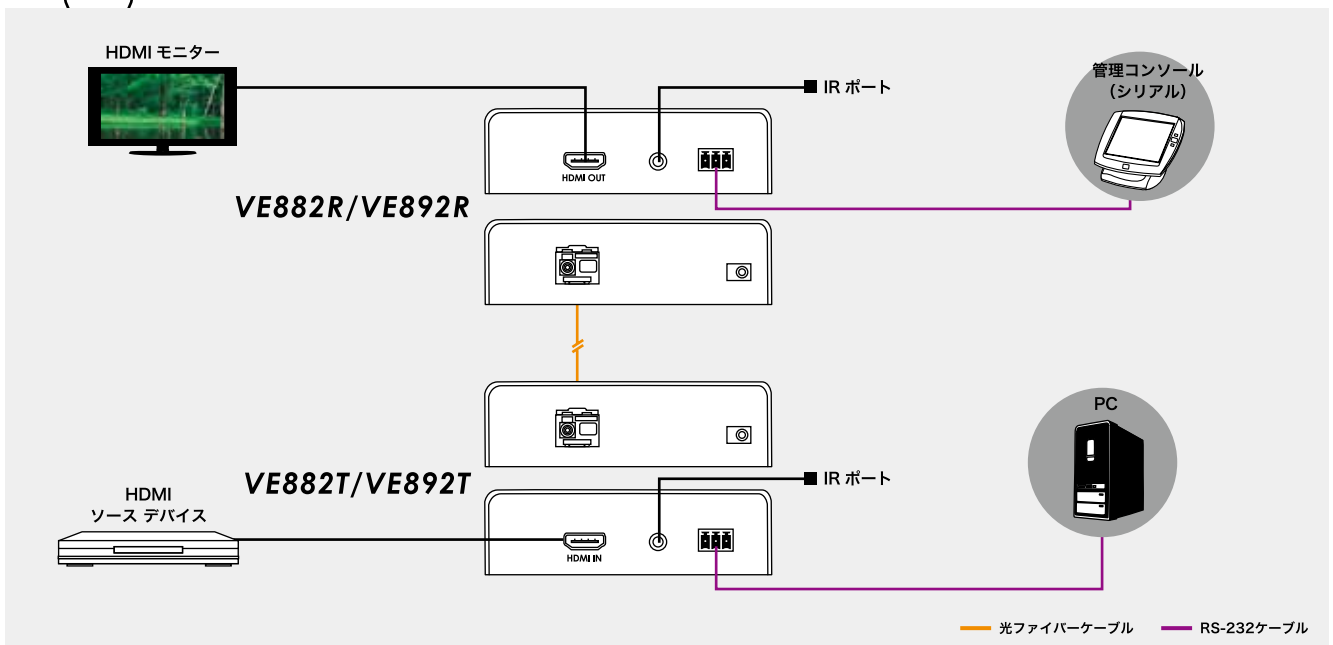 HDMI モニター
IR ポート
管理コンソール
(シリアル)
HDMI OUT
VE882R/VE892R
PC
VE882T/VE892T
IR ポート
HDMI
ソース デバイス
HDMI IN
光ファイバーケーブル
RS-232ケーブル